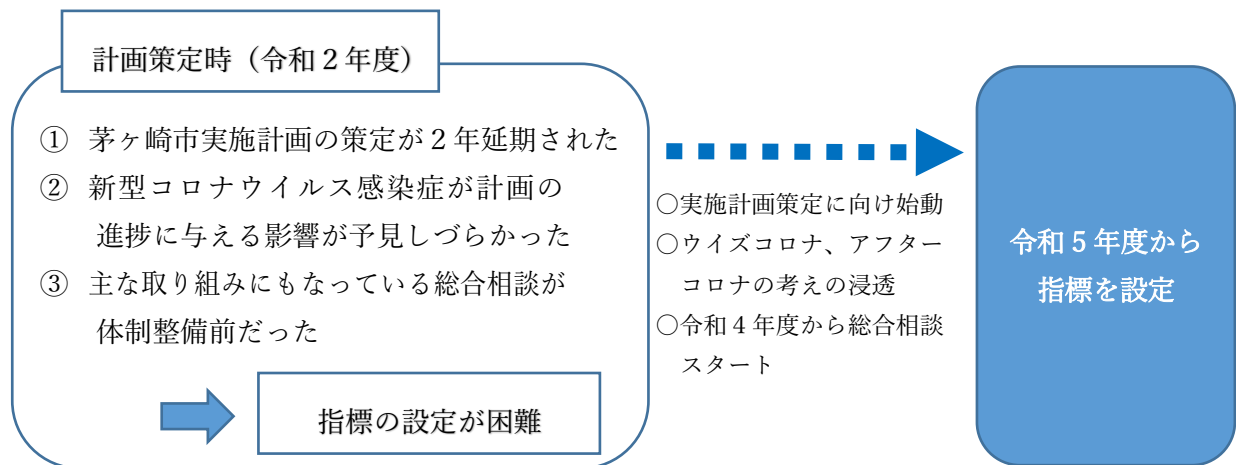 計画策定時（令和２年度）
① 茅ヶ崎市実施計画の策定が２年延期された
② 新型コロナウイルス感染症が計画の
進捗に与える影響が予見しづらかった
③ 主な取り組みにもなっている総合相談が
体制整備前だった
指標の設定が困難
○実施計画策定に向け始動
○ウイズコロナ、アフター
コロナの考えの浸透
○令和４年度から総合相談
スタート
令和５年度から
指標を設定